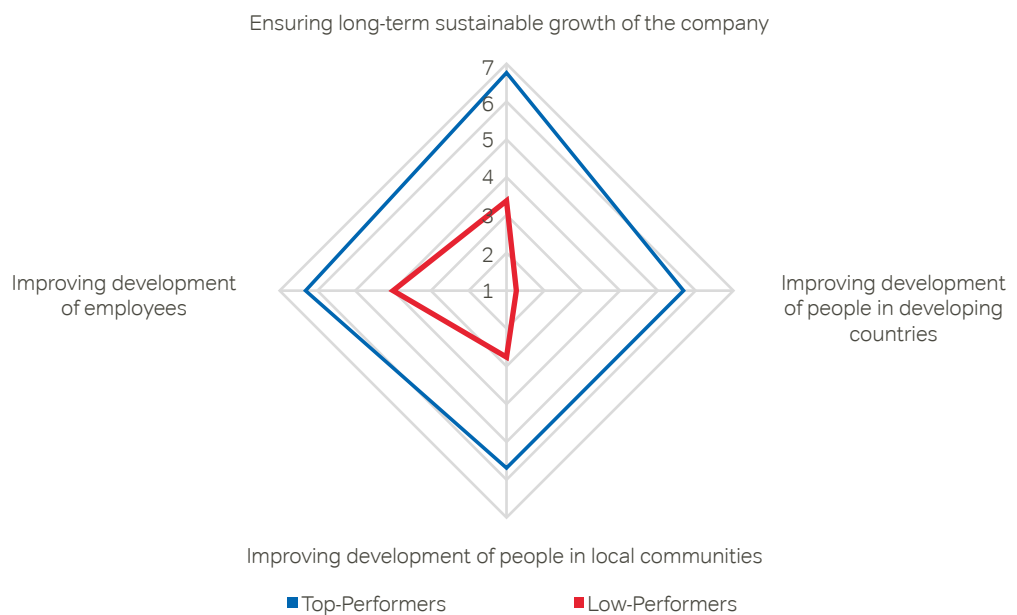 Ensuring long-term sustainable growth of the company
7
6
5
4
3
2
1
Improving development
of employees
Improving development
of people in developing
countries
Improving development of people in local communities
Top-Performers
Low-Performers